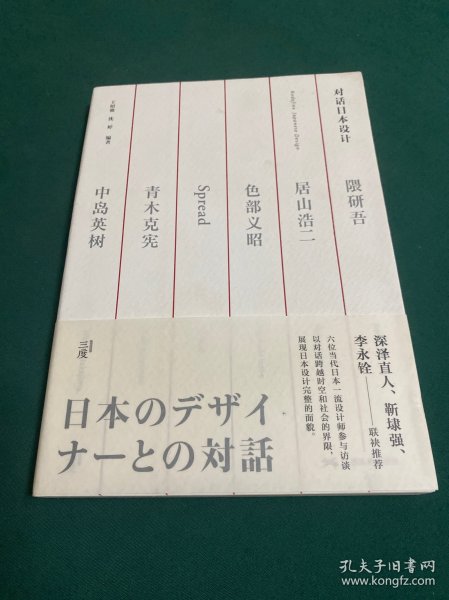 对话日本设计
隈研吾
居山浩二
色部义昭
Spread
青木克宪
中岛英树
编著
深泽直人、靳埭强、
李永铨
联袂推荐
六位当代日本一流设计师参与访谈
以对话跨越时空和社会的界限，
展现日本设计完整的面貌。
三度
日本のデザイ
ナーとの対話
孔夫子旧书网
www.kongfz.com